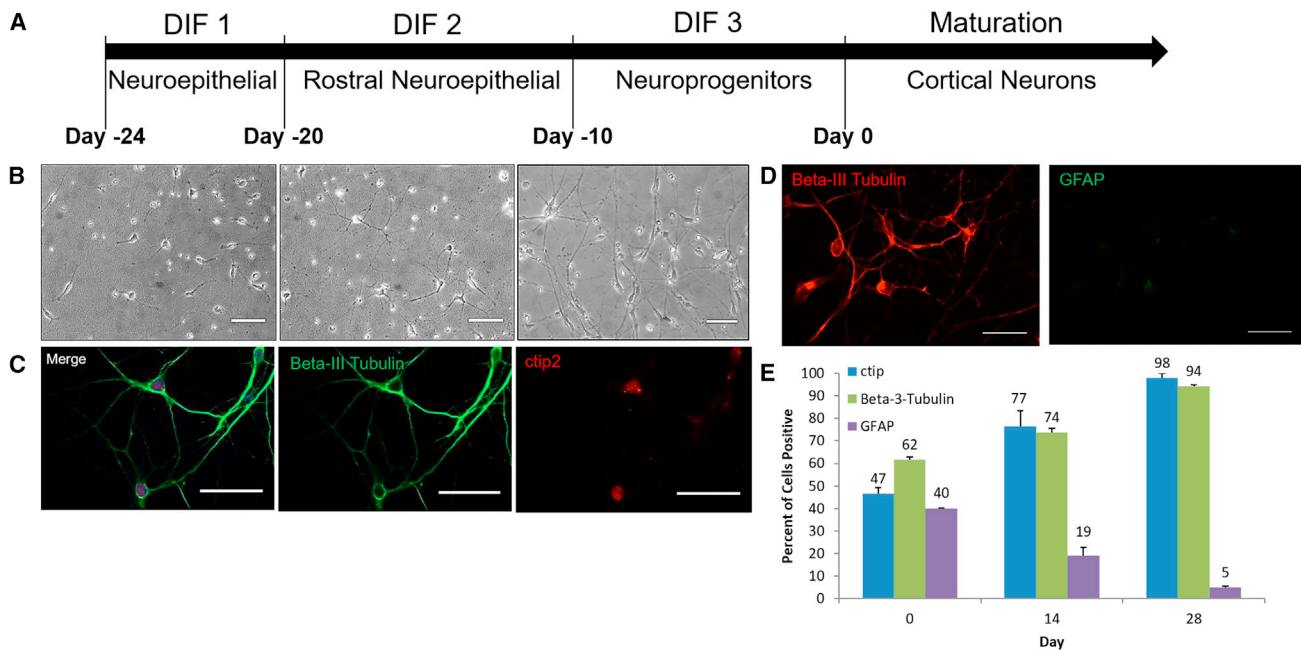 A
DIF 1 DIF 2 DIF 3 Maturation
Neuroepithelial Rostral Neuroepithelial Neuroprogenitors Cortical Neurons
Day -24 Day -20 Day -10 Day 0
B
C
Merge
Beta-III Tubulin
ctip2
D
Beta-III Tubulin
GFAP
E
Percent of Cells Positive
100
90
80
70
60
50
40
30
20
10
0
ctip
Beta-3-Tubulin
GFAP
47 62 40
77 74 19
98 94 5
0 14 28
Day